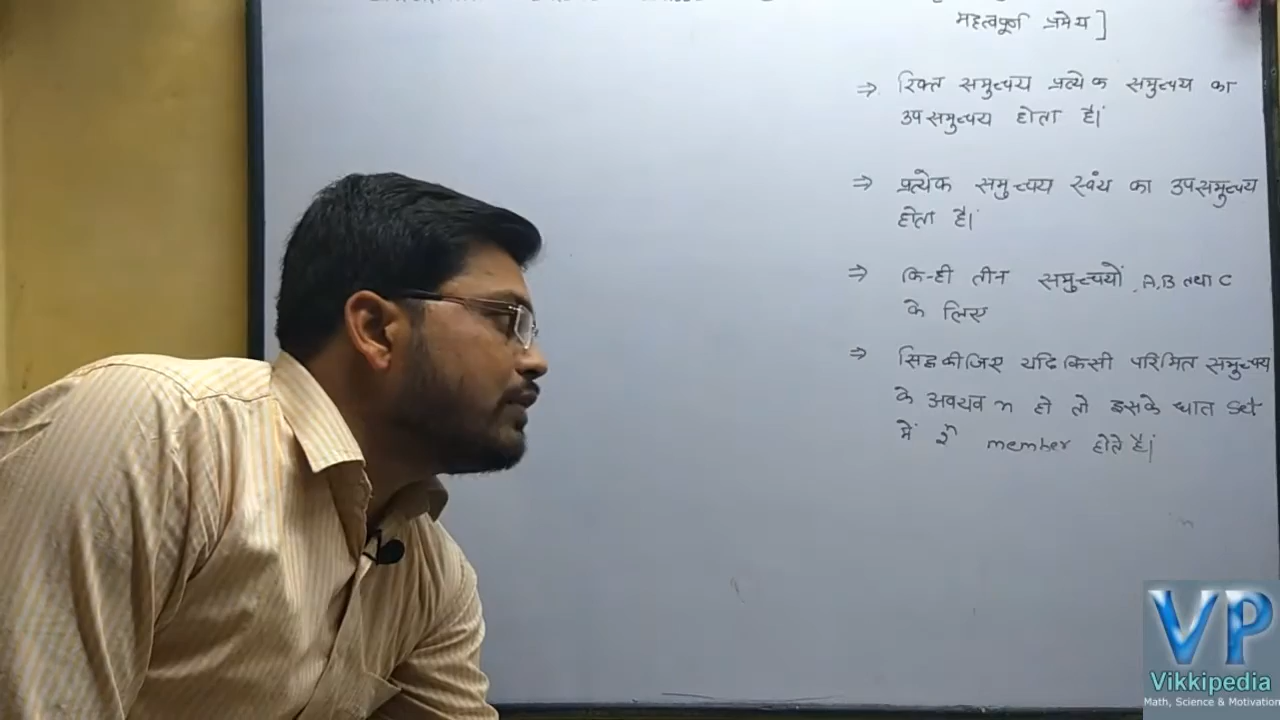 महत्वपूर्ण प्रमेय ]
⇒ रिक्त समुच्चय प्रत्येक समुच्चय का
उपसमुच्चय होता है।
⇒ प्रत्येक समुच्चय स्वंय का उपसमुच्चय
होता है।
⇒ किन्ही तीन समुच्चयों A,B तथा C
के लिए
⇒ सिद्ध कीजिए यदि किसी परिमित समुच्चय
के अवयव n हो तो इसके घात Set
में 2ⁿ member होते है।
VP
Vikkipedia
Math, Science & Motivation